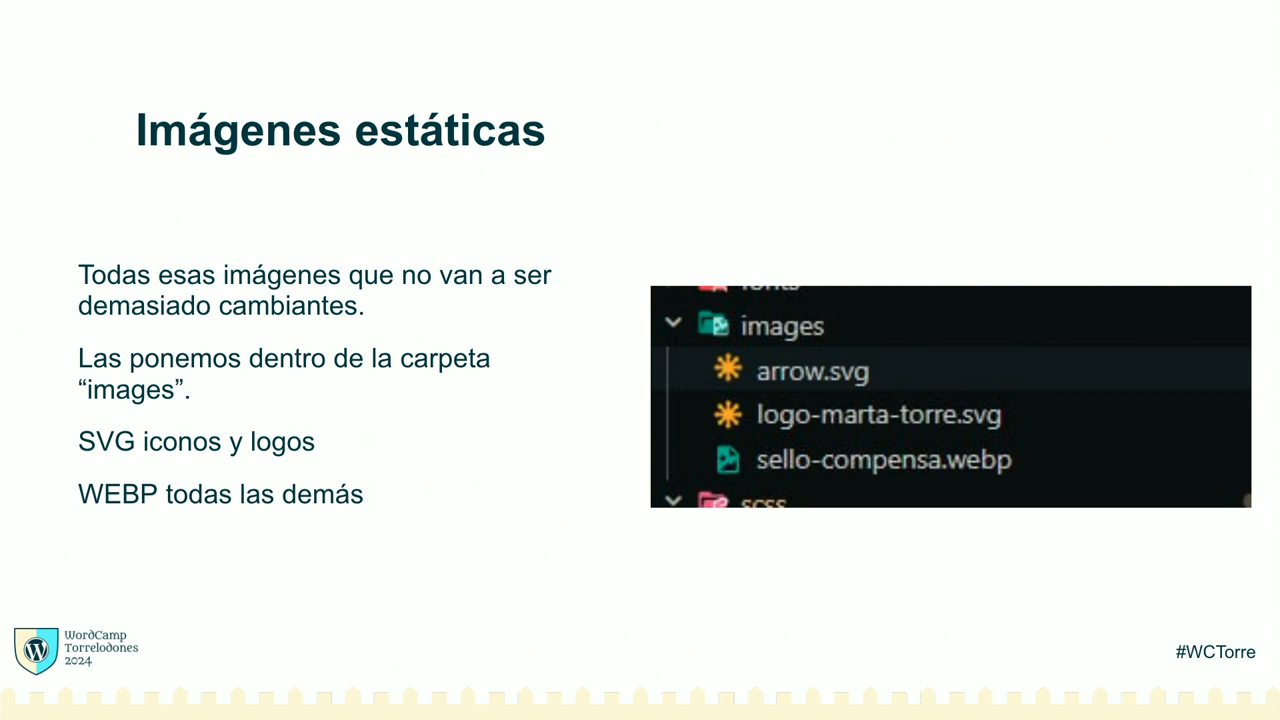 Imágenes estáticas
Todas esas imágenes que no van a ser
demasiado cambiantes.
Las ponemos dentro de la carpeta
“images”.
SVG iconos y logos
WEBP todas las demás
fonts
images
arrow.svg
logo-marta-torre.svg
sello-compensa.webp
scss
WordCamp
Torrelodones
2024
#WCTorre